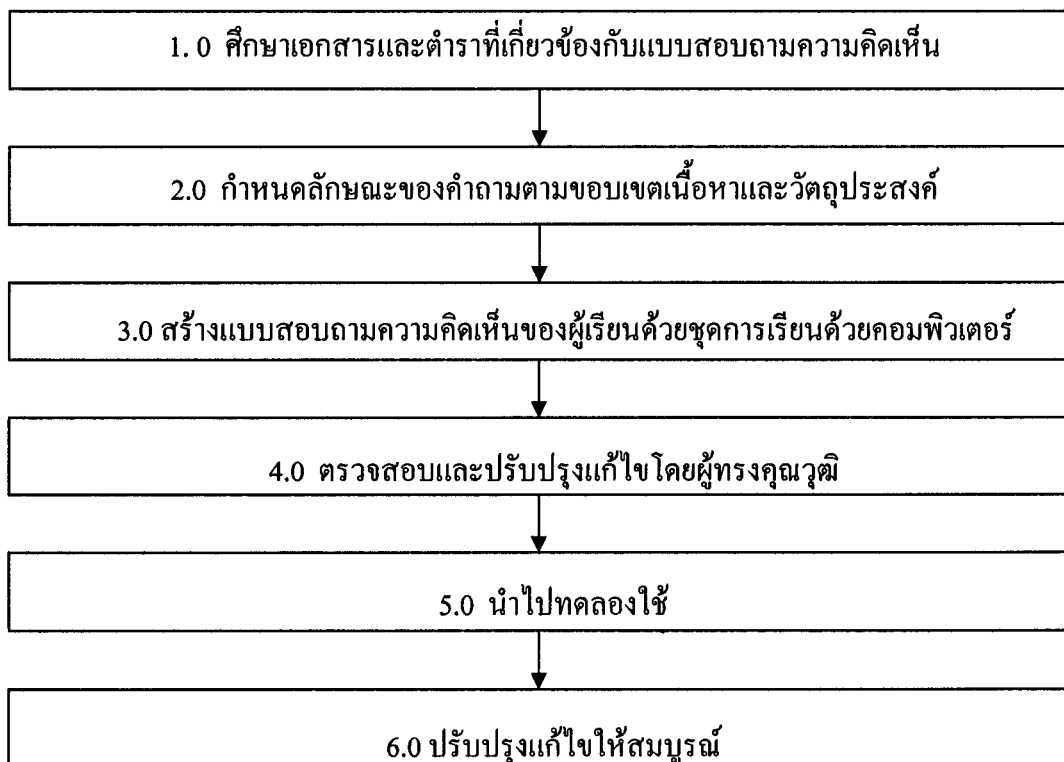 1. 0 ศึกษาเอกสารและตำราที่เกี่ยวข้องกับแบบสอบถามความคิดเห็น
2.0 กำหนดลักษณะของคำถามตามขอบเขตเนื้อหาและวัตถุประสงค์
3.0 สร้างแบบสอบถามความคิดเห็นของผู้เรียนด้วยชุดการเรียนด้วยคอมพิวเตอร์
4.0 ตรวจสอบและปรับปรุงแก้ไขโดยผู้ทรงคุณวุฒิ
5.0 นำไปทดลองใช้
6.0 ปรับปรุงแก้ไขให้สมบูรณ์